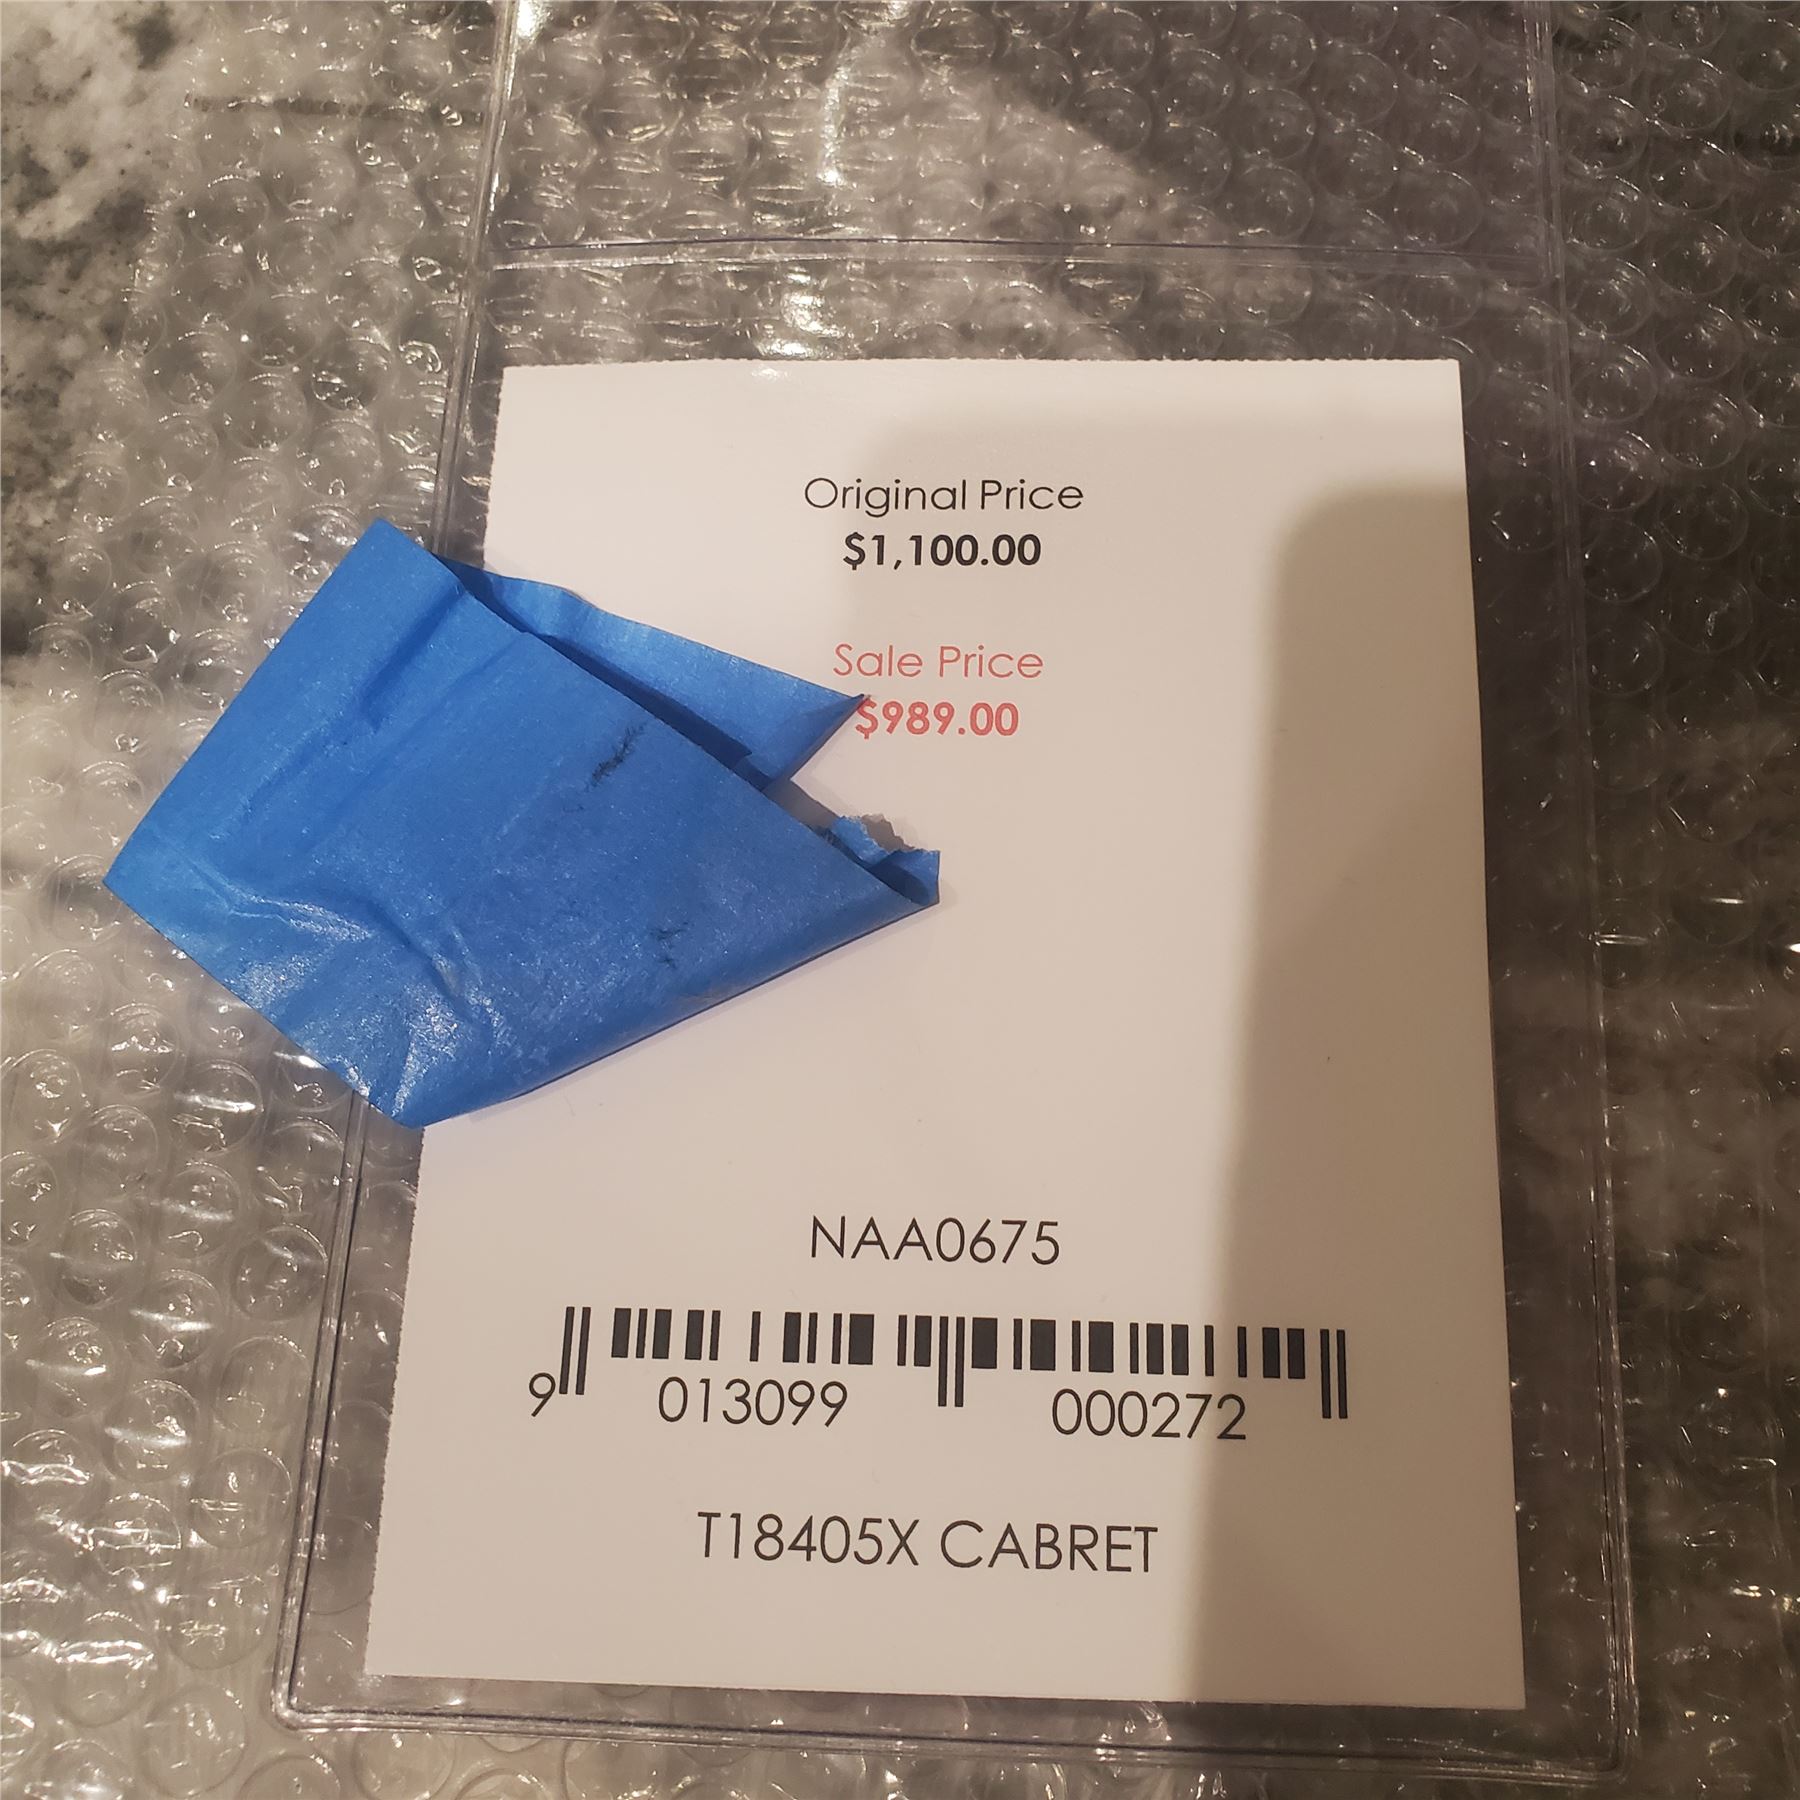 Original Price
$1,100.00
Sale Price
$989.00
NAA0675
9 013099 000272
T18405X CABRET